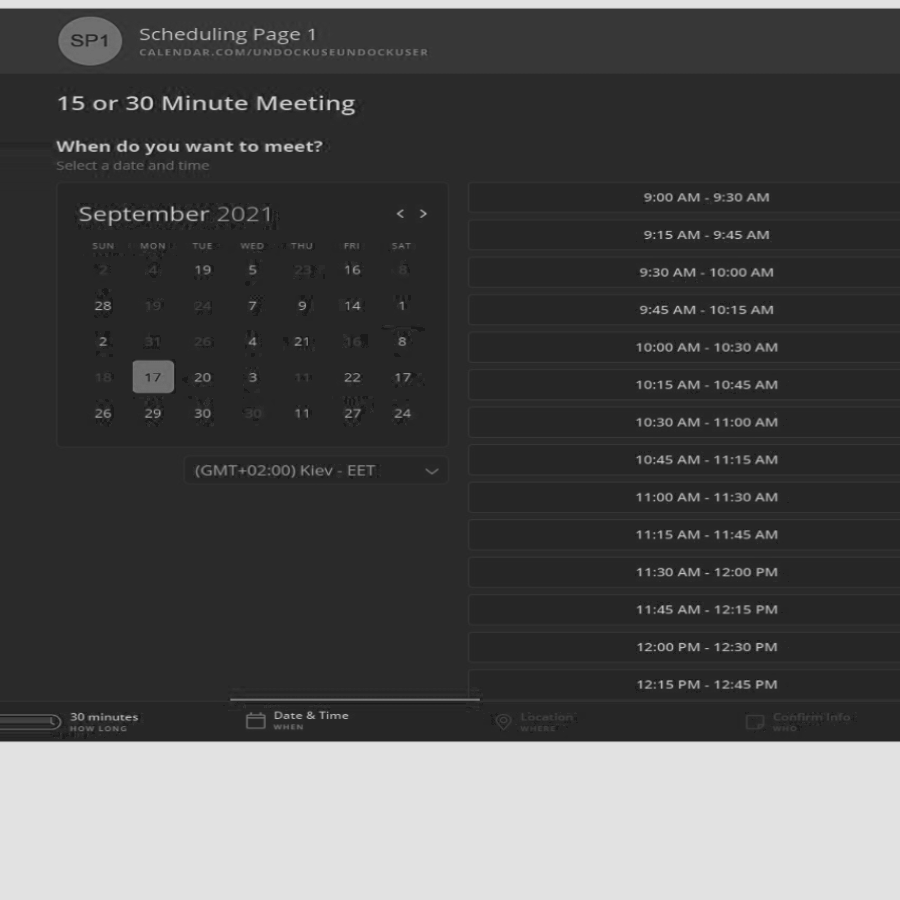 SP1
Scheduling Page 1
CALENDAR.COM/UNDOCKUSEUNDOCKUSER
15 or 30 Minute Meeting
When do you want to meet?
Select a date and time
September 2021 < >
SUN MON TUE WED THU FRI SAT
2 4 19 5 23 16 8
28 19 24 7 9 14 1
2 31 26 4 21 16 8
18 17 20 3 11 22 17
26 29 30 30 11 27 24
(GMT+02:00) Kiev - EET
9:00 AM - 9:30 AM
9:15 AM - 9:45 AM
9:30 AM - 10:00 AM
9:45 AM - 10:15 AM
10:00 AM - 10:30 AM
10:15 AM - 10:45 AM
10:30 AM - 11:00 AM
10:45 AM - 11:15 AM
11:00 AM - 11:30 AM
11:15 AM - 11:45 AM
11:30 AM - 12:00 PM
11:45 AM - 12:15 PM
12:00 PM - 12:30 PM
12:15 PM - 12:45 PM
30 minutes
HOW LONG
Date & Time
WHEN
Location
WHERE
Confirm Info
WHO